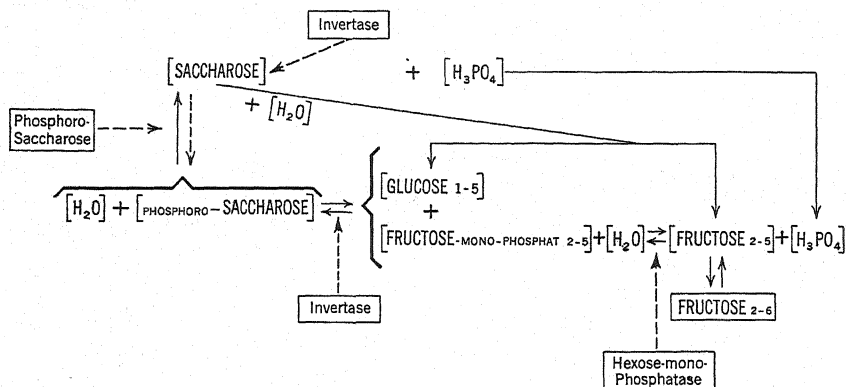 Invertase
[SACCHAROSE] + [H₃PO₄]
+ [H₂O]
Phosphoro-
Saccharose
[GLUCOSE 1-5]
[H₂O] + [PHOSPHORO-SACCHAROSE]
+
[FRUCTOSE-MONO-PHOSPHAT 2-5] + [H₂O] [FRUCTOSE 2-5] + [H₃PO₄]
Invertase
FRUCTOSE 2-6
Hexose-mono-
Phosphatase